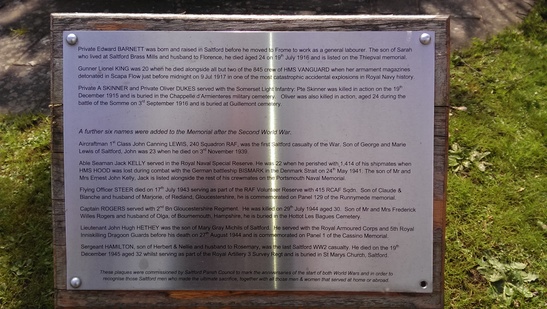 Private Edward BARNETT was born and raised in Saltford before he moved to Frome to work as a general labourer. The son of Sarah
who lived at Saltford Brass Mills and husband to Florence, he died aged 24 on 19th July 1916 and is listed on the Thiepval memorial.
Gunner Lionel KING was 20 when he died alongside all but two of the 845 crew of HMS VANGUARD when her armament magazines
detonated in Scapa Flow just before midnight on 9 Jul 1917 in one of the most catastrophic accidental explosions in Royal Navy history.
Private A SKINNER and Private Oliver DUKES served with the Somerset Light Infantry. Pte Skinner was killed in action on the 19th
December 1915 and is buried in the Chappelle d'Armentieres military cemetery. Oliver was also killed in action, aged 24 during
the battle of the Somme on 3rd September 1916 and is buried at Guillemont cemetery.
A further six names were added to the Memorial after the Second World War.
Aircraftman 1st Class John Canning LEWIS, 240 Squadron RAF, was the first Saltford casualty of the War. Son of George and Marie
Lewis of Saltford, John was 23 when he died on 3rd November 1939.
Able Seaman Jack KELLY served in the Royal Naval Special Reserve. He was 22 when he perished with 1,414 of his shipmates when
HMS HOOD was lost during combat with the German battleship BISMARK in the Denmark Strait on 24th May 1941. The son of Mr and
Mrs Ernest John Kelly, Jack is listed alongside the rest of his crewmates on the Portsmouth Naval Memorial.
Flying Officer STEER died on 17th July 1943 serving as part of the RAF Volunteer Reserve with 415 RCAF Sqdn. Son of Claude &
Blanche and husband of Marjorie, of Redland, Gloucestershire, he is commemorated on Panel 129 of the Runnymede memorial.
Captain ROGERS served with 2nd Bn Gloucestershire Regiment. He was killed on 29th July 1944 aged 30. Son of Mr and Mrs Frederick
Willes Rogers and husband of Olga, of Bournemouth, Hampshire, he is buried in the Hottot Les Bagues Cemetery.
Lieutenant John Hugh HETHEY was the son of Mary Gray Michie of Saltford. He served with the Royal Armoured Corps and 5th Royal
Inniskilling Dragoon Guards before his death on 27th August 1944 and is commemorated on Panel 1 of the Cassino Memorial.
Sergeant HAMILTON, son of Herbert & Nellie and husband to Rosemary, was the last Saltford WW2 casualty. He died on the 19th
December 1945 aged 32 whilst serving as part of the Royal Artillery 3 Survey Regt and is buried in St Marys Church, Saltford.
These plaques were commissioned by Saltford Parish Council to mark the anniversaries of the start of both World Wars and in order to
recognise those Saltford men who made the ultimate sacrifice, together with all those men & women that served at home or abroad.